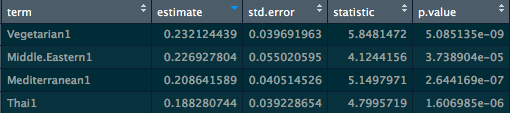 term estimate std.error statistic p.value
Vegetarian1 0.232124439 0.039691963 5.8481472 5.085135e-09
Middle.Eastern1 0.226927804 0.055020595 4.1244156 3.738904e-05
Mediterranean1 0.208641589 0.040514526 5.1497971 2.644169e-07
Thai1 0.188280744 0.039228654 4.7995719 1.606985e-06